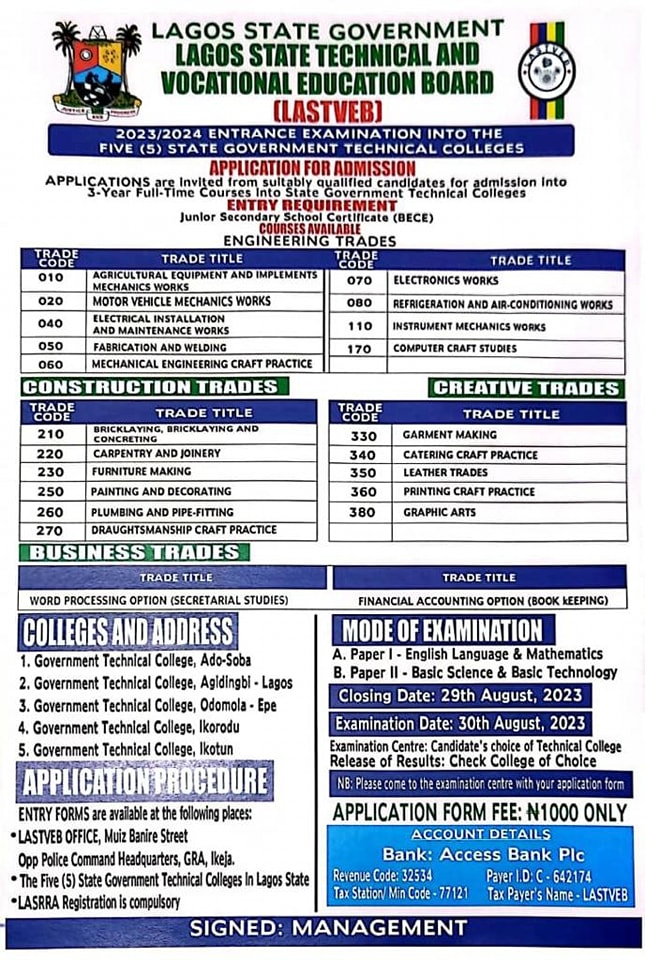 LAGOS STATE GOVERNMENT
LAGOS STATE TECHNICAL AND
VOCATIONAL EDUCATION BOARD
(LASTVEB)
LASTVEB
JUSTICE AND PROGRESS
2023/2024 ENTRANCE EXAMINATION INTO THE
FIVE (5) STATE GOVERNMENT TECHNICAL COLLEGES
APPLICATION FOR ADMISSION
APPLICATIONS are invited from suitably qualified candidates for admission into
3-Year Full-Time Courses into State Government Technical Colleges
ENTRY REQUIREMENT
Junior Secondary School Certificate (BECE)
COURSES AVAILABLE
ENGINEERING TRADES
TRADE CODE TRADE TITLE TRADE CODE TRADE TITLE
010 AGRICULTURAL EQUIPMENT AND IMPLEMENTS MECHANICS WORKS 070 ELECTRONICS WORKS
020 MOTOR VEHICLE MECHANICS WORKS 080 REFRIGERATION AND AIR-CONDITIONING WORKS
040 ELECTRICAL INSTALLATION AND MAINTENANCE WORKS 110 INSTRUMENT MECHANICS WORKS
050 FABRICATION AND WELDING 170 COMPUTER CRAFT STUDIES
060 MECHANICAL ENGINEERING CRAFT PRACTICE
CONSTRUCTION TRADES
TRADE CODE TRADE TITLE
210 BRICKLAYING, BRICKLAYING AND CONCRETING
220 CARPENTRY AND JOINERY
230 FURNITURE MAKING
250 PAINTING AND DECORATING
260 PLUMBING AND PIPE-FITTING
270 DRAUGHTSMANSHIP CRAFT PRACTICE
CREATIVE TRADES
TRADE CODE TRADE TITLE
330 GARMENT MAKING
340 CATERING CRAFT PRACTICE
350 LEATHER TRADES
360 PRINTING CRAFT PRACTICE
380 GRAPHIC ARTS
BUSINESS TRADES
TRADE TITLE TRADE TITLE
WORD PROCESSING OPTION (SECRETARIAL STUDIES) FINANCIAL ACCOUNTING OPTION (BOOK kEEPING)
COLLEGES AND ADDRESS
1. Government Technical College, Ado-Soba
2. Government Technical College, Agidingbi - Lagos
3. Government Technical College, Odomola - Epe
4. Government Technical College, Ikorodu
5. Government Technical College, Ikotun
APPLICATION PROCEDURE
ENTRY FORMS are available at the following places:
•LASTVEB OFFICE, Muiz Banire Street
Opp Police Command Headquarters, GRA, Ikeja.
•The Five (5) State Government Technical Colleges In Lagos State
•LASRRA Registration is compulsory
MODE OF EXAMINATION
A. Paper I - English Language & Mathematics
B. Paper II - Basic Science & Basic Technology
Closing Date: 29th August, 2023
Examination Date: 30th August, 2023
Examination Centre: Candidate's choice of Technical College
Release of Results: Check College of Choice
NB: Please come to the examination centre with your application form
APPLICATION FORM FEE: ₦1000 ONLY
ACCOUNT DETAILS
Bank: Access Bank Plc
Revenue Code: 32534 Payer I.D: C - 642174
Tax Station/ Min Code - 77121 Tax Payer's Name - LASTVEB
SIGNED: MANAGEMENT